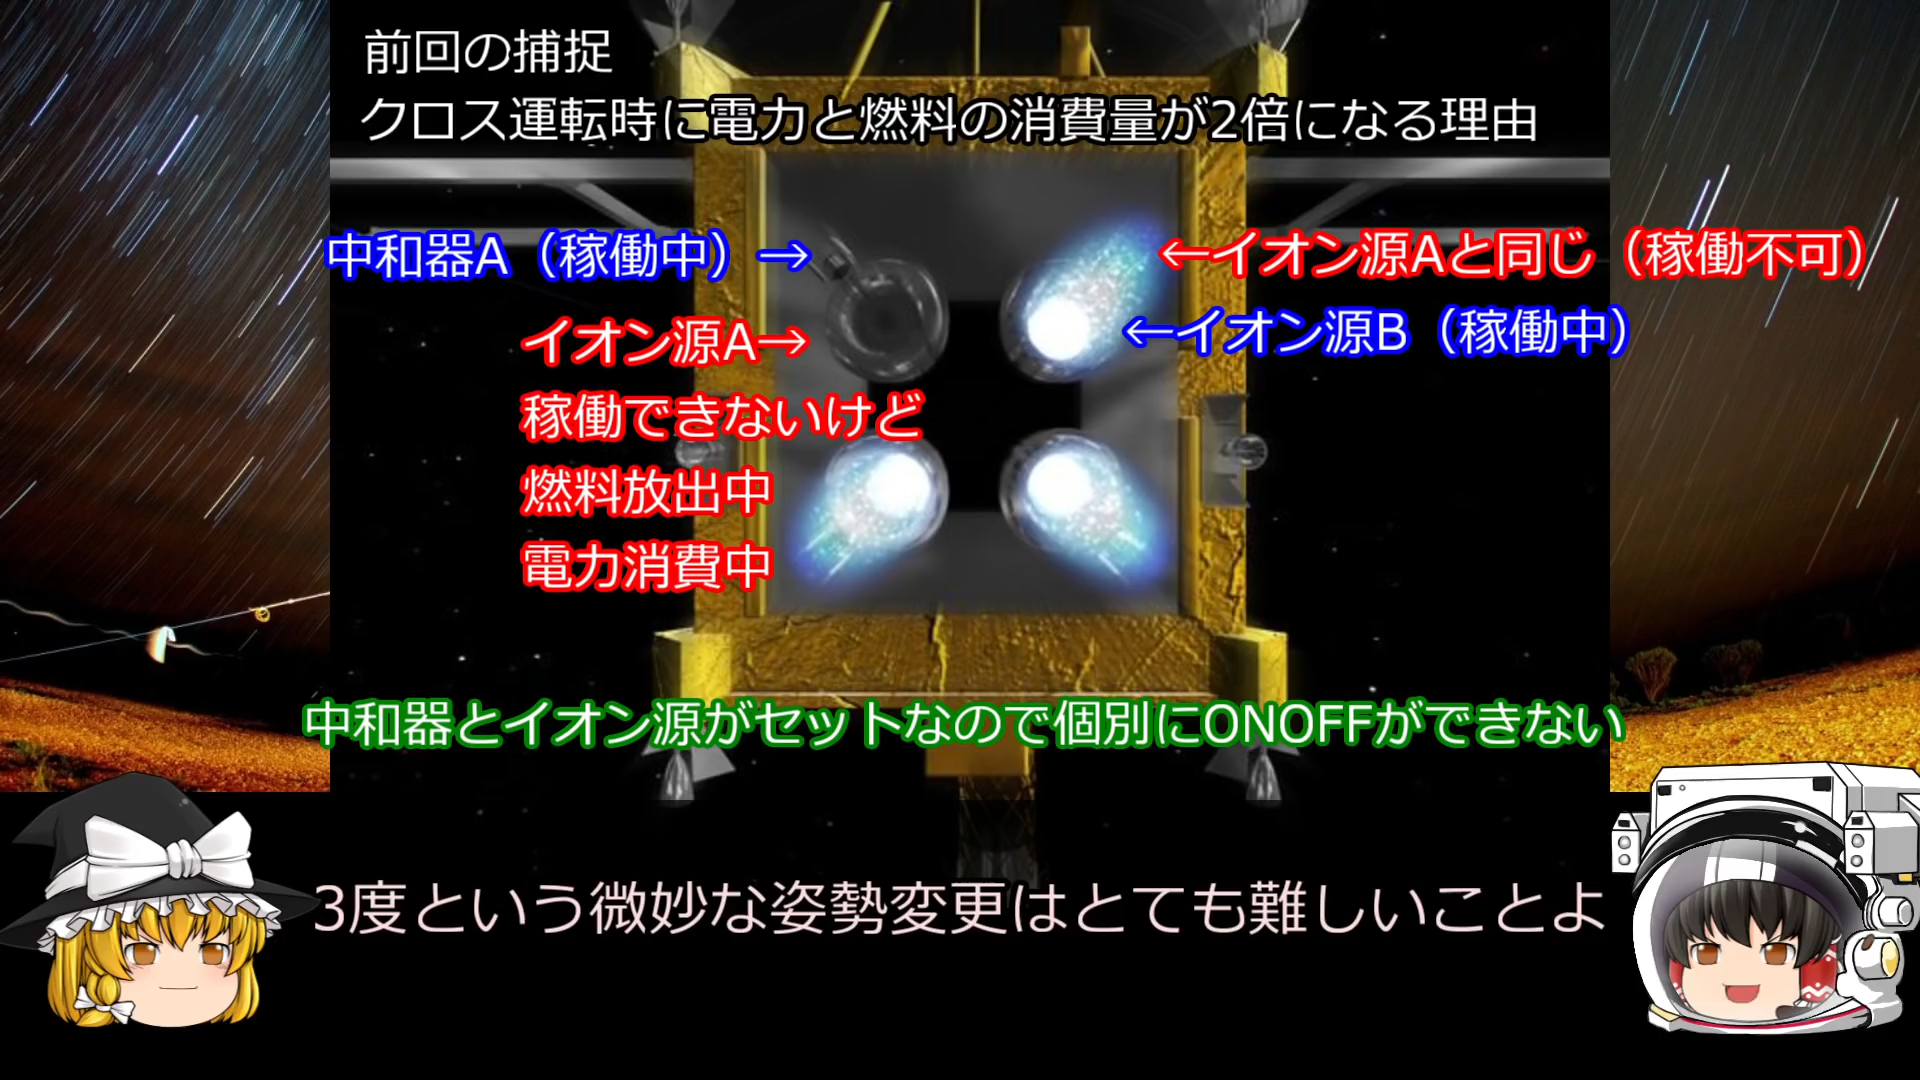 前回の捕捉
クロス運転時に電力と燃料の消費量が2倍になる理由
中和器A（稼働中）→
←イオン源Aと同じ（稼働不可）
イオン源A→
←イオン源B（稼働中）
稼働できないけど
燃料放出中
電力消費中
中和器とイオン源がセットなので個別にONOFFができない
3度という微妙な姿勢変更はとても難しいことよ